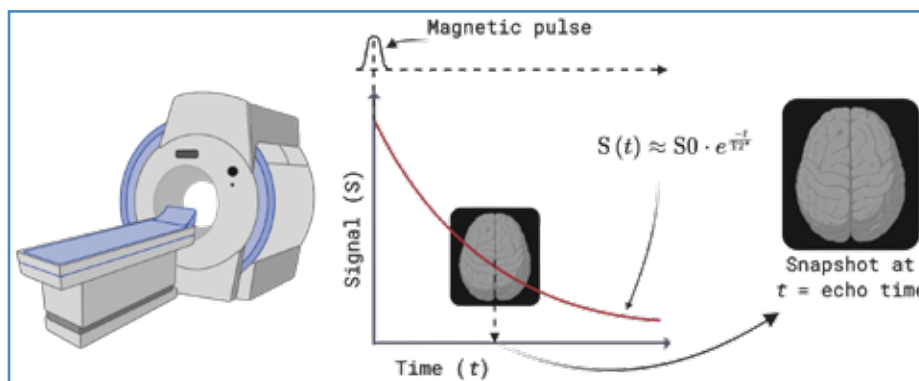 Magnetic pulse
S (t) ≈ S0 · e^{-t/T2*}
Signal (S)
Time (t)
Snapshot at
t = echo time